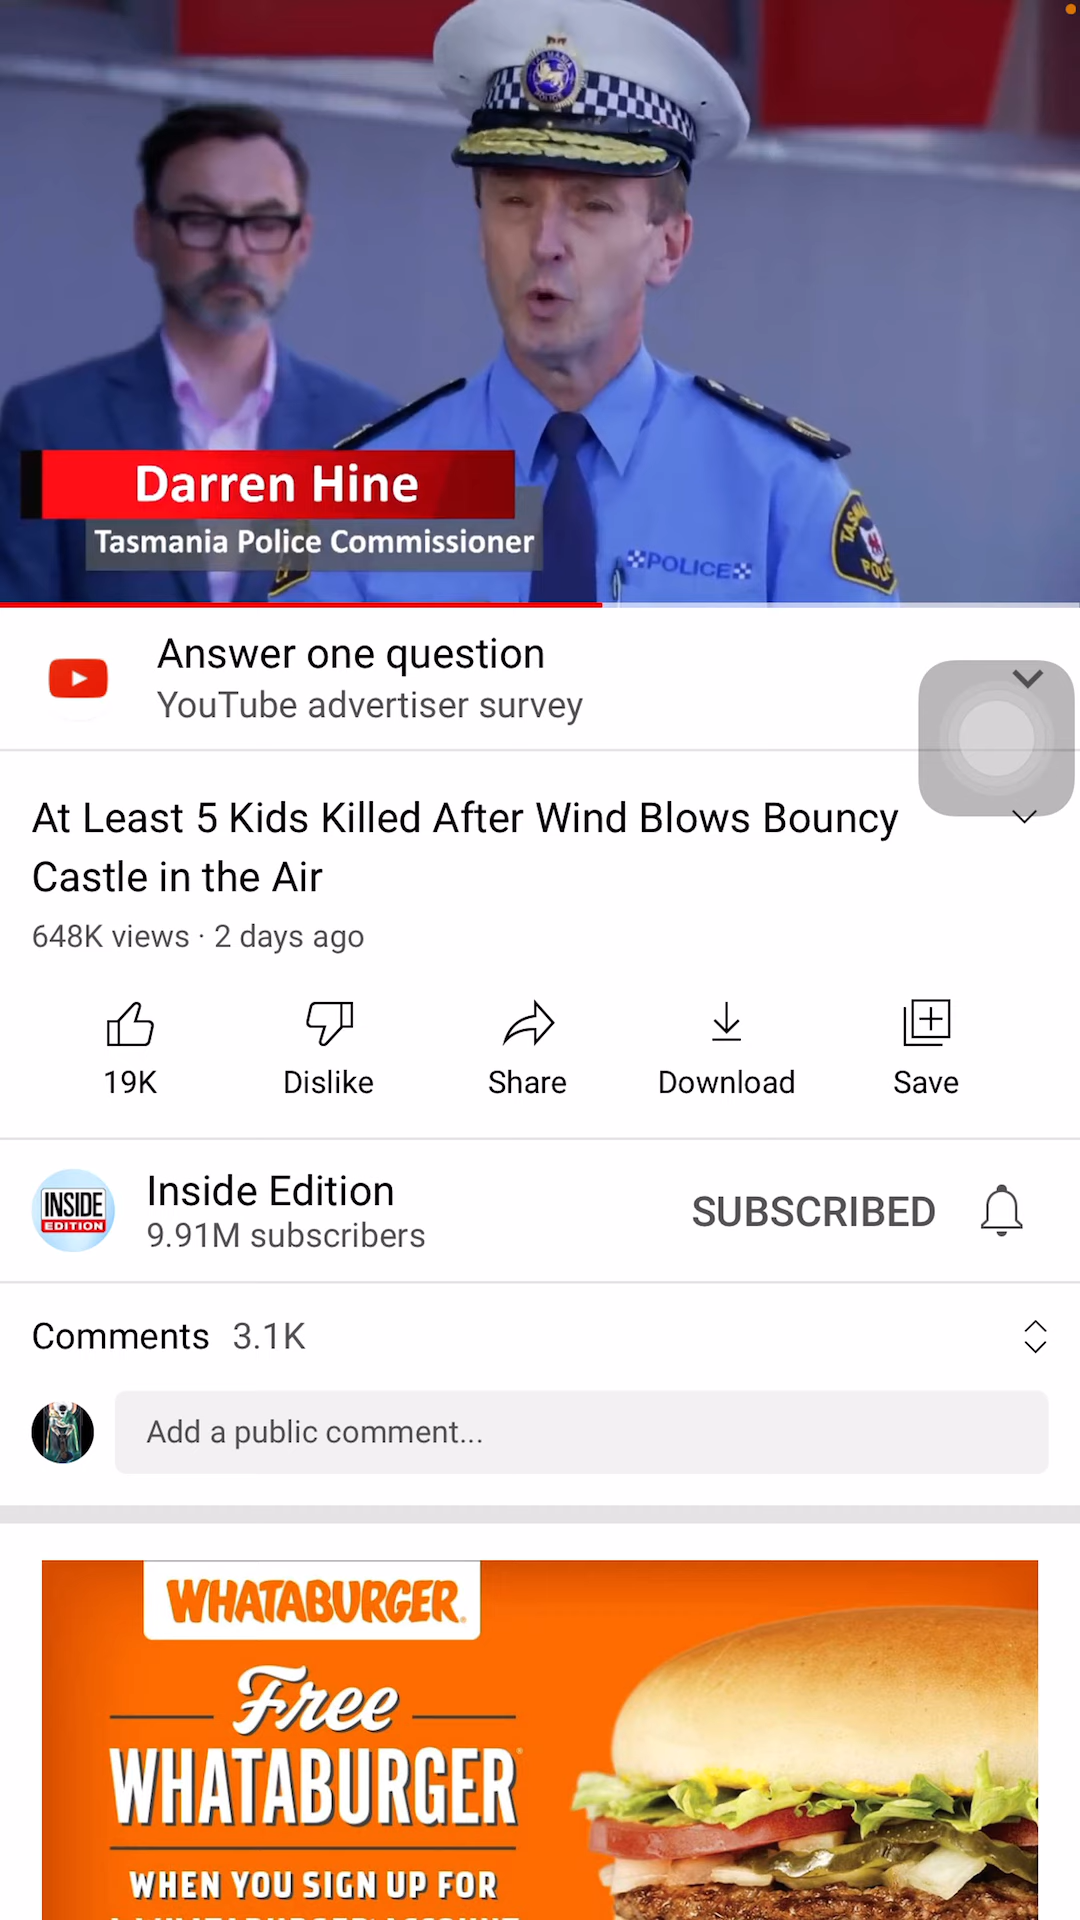 TASMANIA
POLICE
Darren Hine
Tasmania Police Commissioner
POLICE
Answer one question
YouTube advertiser survey
At Least 5 Kids Killed After Wind Blows Bouncy
Castle in the Air
648K views · 2 days ago
19K
Dislike
Share
Download
Save
INSIDE
EDITION
Inside Edition
9.91M subscribers
SUBSCRIBED
Comments 3.1K
Add a public comment...
WHATABURGER®
Free
WHATABURGER®
WHEN YOU SIGN UP FOR